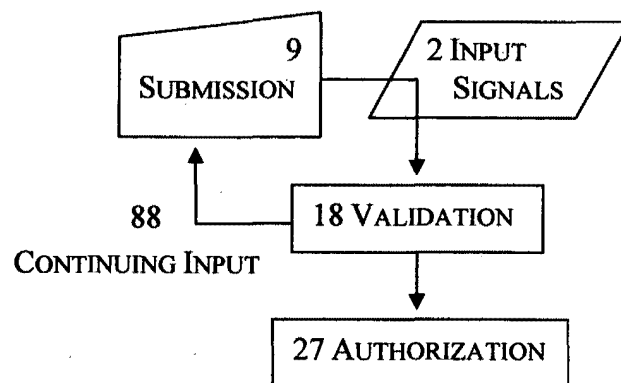 9
SUBMISSION
2 INPUT
SIGNALS
88
CONTINUING INPUT
18 VALIDATION
27 AUTHORIZATION